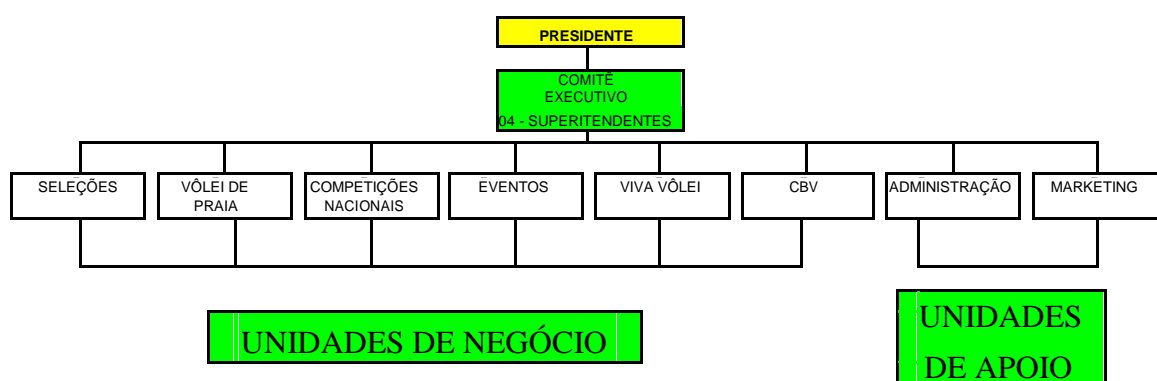 PRESIDENTE
COMITÊ
EXECUTIVO
04 - SUPERITENDENTES
SELEÇÕES
VÔLEI DE
PRAIA
COMPETIÇÕES
NACIONAIS
EVENTOS
VIVA VÔLEI
CBV
ADMINISTRAÇÃO
MARKETING
UNIDADES DE NEGÓCIO
UNIDADES
DE APOIO